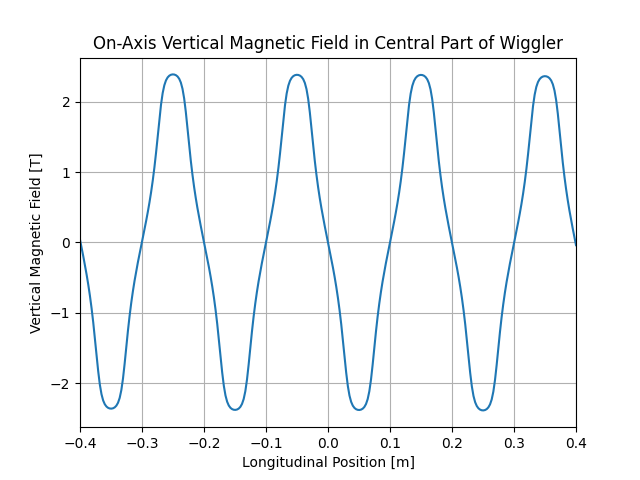 On-Axis Vertical Magnetic Field in Central Part of Wiggler
Vertical Magnetic Field [T]
2
1
0
−1
−2
−0.4 −0.3 −0.2 −0.1 0.0 0.1 0.2 0.3 0.4
Longitudinal Position [m]